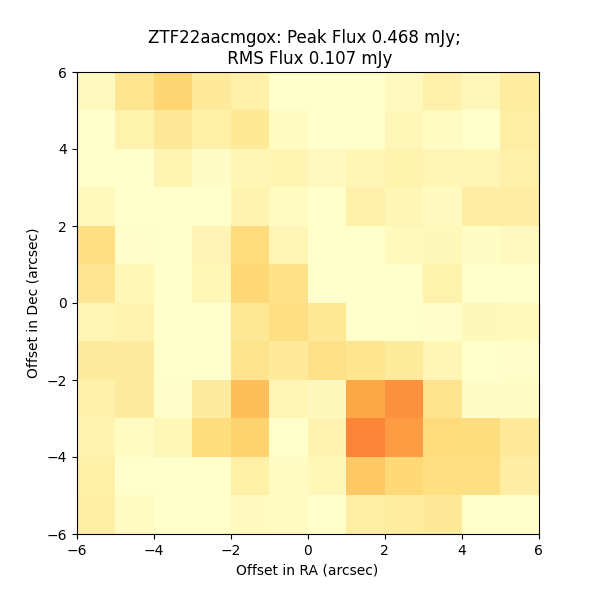 ZTF22aacmgox: Peak Flux 0.468 mJy;
RMS Flux 0.107 mJy
6
4
2
0
−2
−4
−6
Offset in Dec (arcsec)
−6 −4 −2 0 2 4 6
Offset in RA (arcsec)